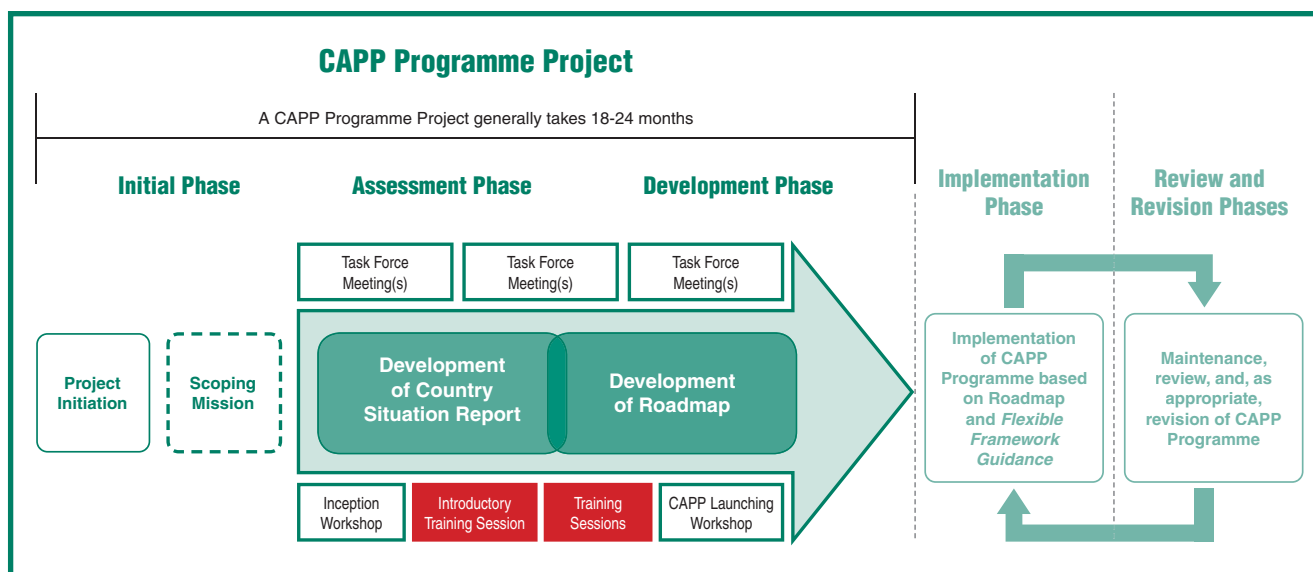 CAPP Programme Project
A CAPP Programme Project generally takes 18-24 months
Initial Phase
Assessment Phase
Development Phase
Implementation
Phase
Review and
Revision Phases
Task Force
Meeting(s)
Task Force
Meeting(s)
Task Force
Meeting(s)
Project
Initiation
Scoping
Mission
Development
of Country
Situation Report
Development
of Roadmap
Implementation
of CAPP
Programme based
on Roadmap
and Flexible
Framework
Guidance
Maintenance,
review, and, as
appropriate,
revision of CAPP
Programme
Inception
Workshop
Introductory
Training Session
Training
Sessions
CAPP Launching
Workshop